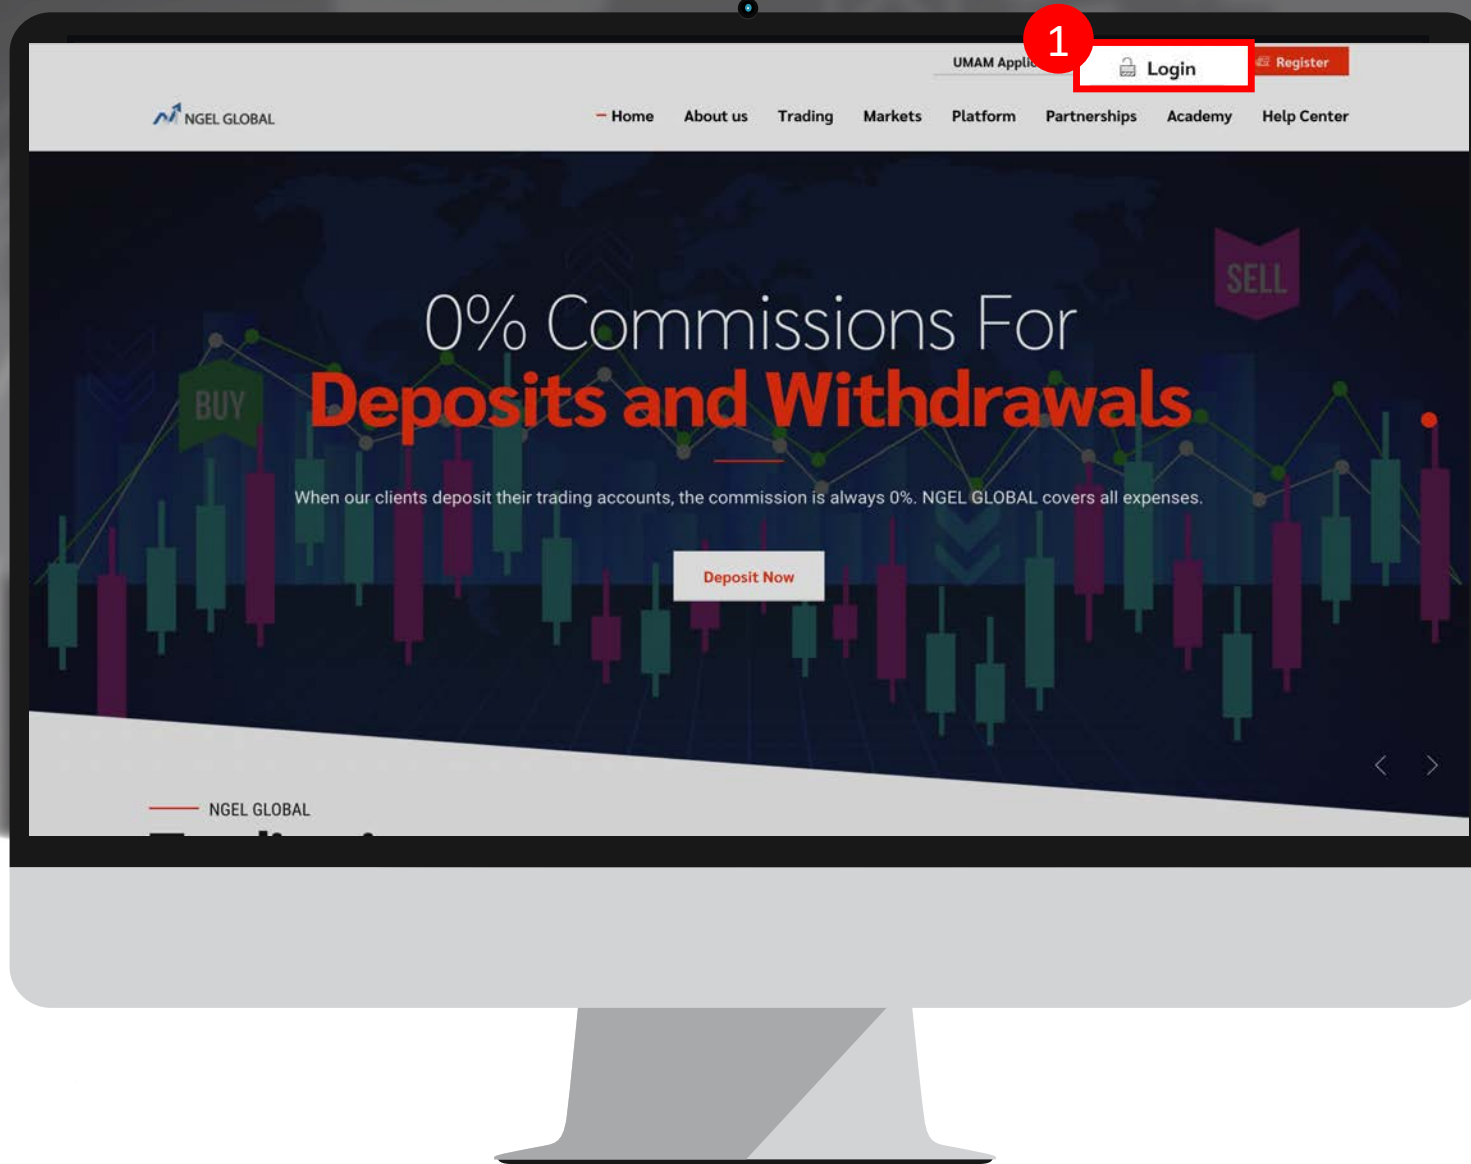 1
UMAM Appli
Login
Register
NGEL GLOBAL
Home About us Trading Markets Platform Partnerships Academy Help Center
SELL
BUY
0% Commissions For
Deposits and Withdrawals
When our clients deposit their trading accounts, the commission is always 0%. NGEL GLOBAL covers all expenses.
Deposit Now
NGEL GLOBAL